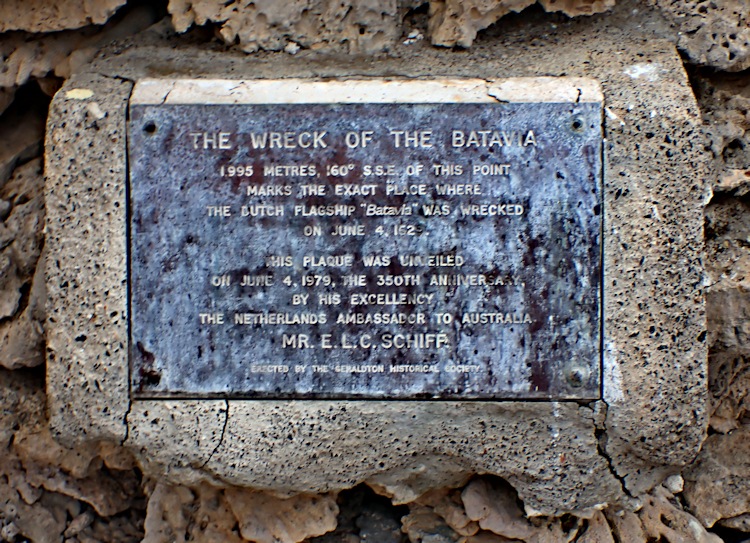 THE WRECK OF THE BATAVIA
1.995 METRES, 160° S.S.E. OF THIS POINT
MARKS THE EXACT PLACE WHERE
THE DUTCH FLAGSHIP "Batavia" WAS WRECKED
ON JUNE 4, 1629.
THIS PLAQUE WAS UNVEILED
ON JUNE 4, 1979, THE 350TH ANNIVERSARY,
BY HIS EXCELLENCY
THE NETHERLANDS AMBASSADOR TO AUSTRALIA.
MR. E.L.C. SCHIFF.
ERECTED BY THE GERALDTON HISTORICAL SOCIETY.